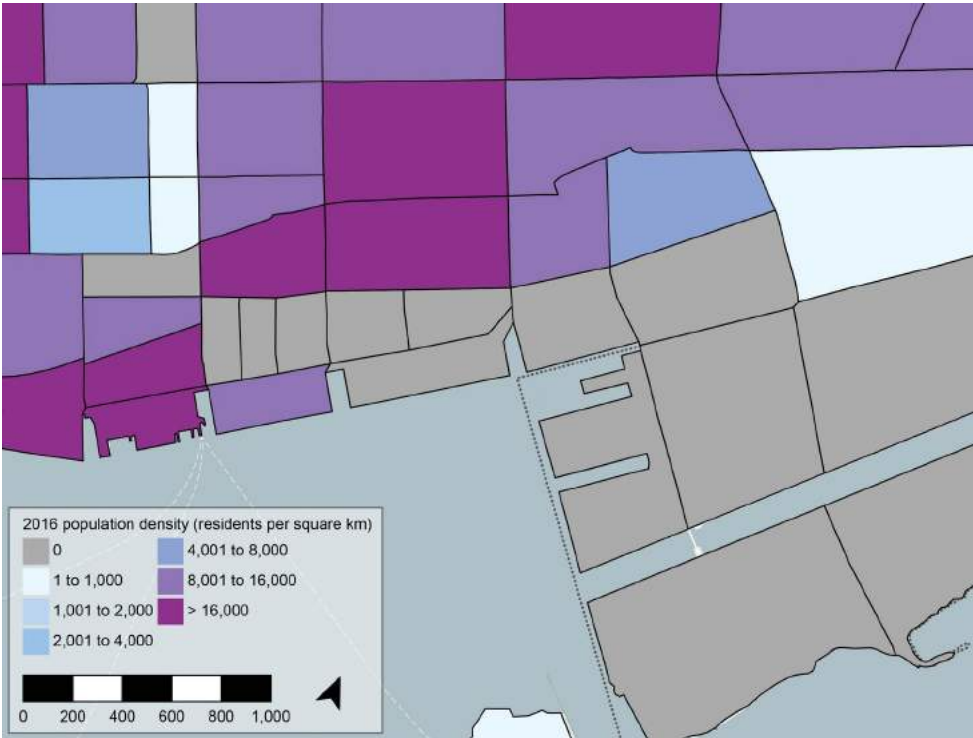 2016 population density (residents per square km)
0
1 to 1,000
1,001 to 2,000
2,001 to 4,000
4,001 to 8,000
8,001 to 16,000
> 16,000
0 200 400 600 800 1,000